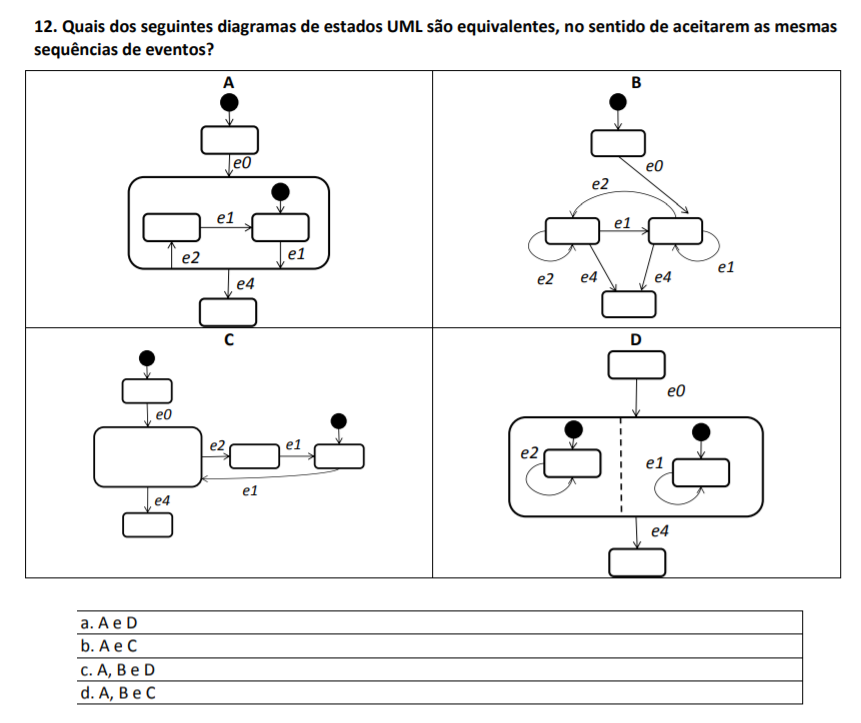 12. Quais dos seguintes diagramas de estados UML são equivalentes, no sentido de aceitarem as mesmas
sequências de eventos?
A
e0
e1
e2
e1
e4
B
e0
e2
e1
e2
e4
e4
e1
C
e0
e2
e1
e1
e4
D
e0
e2
e1
e4
a. A e D
b. A e C
c. A, B e D
d. A, B e C